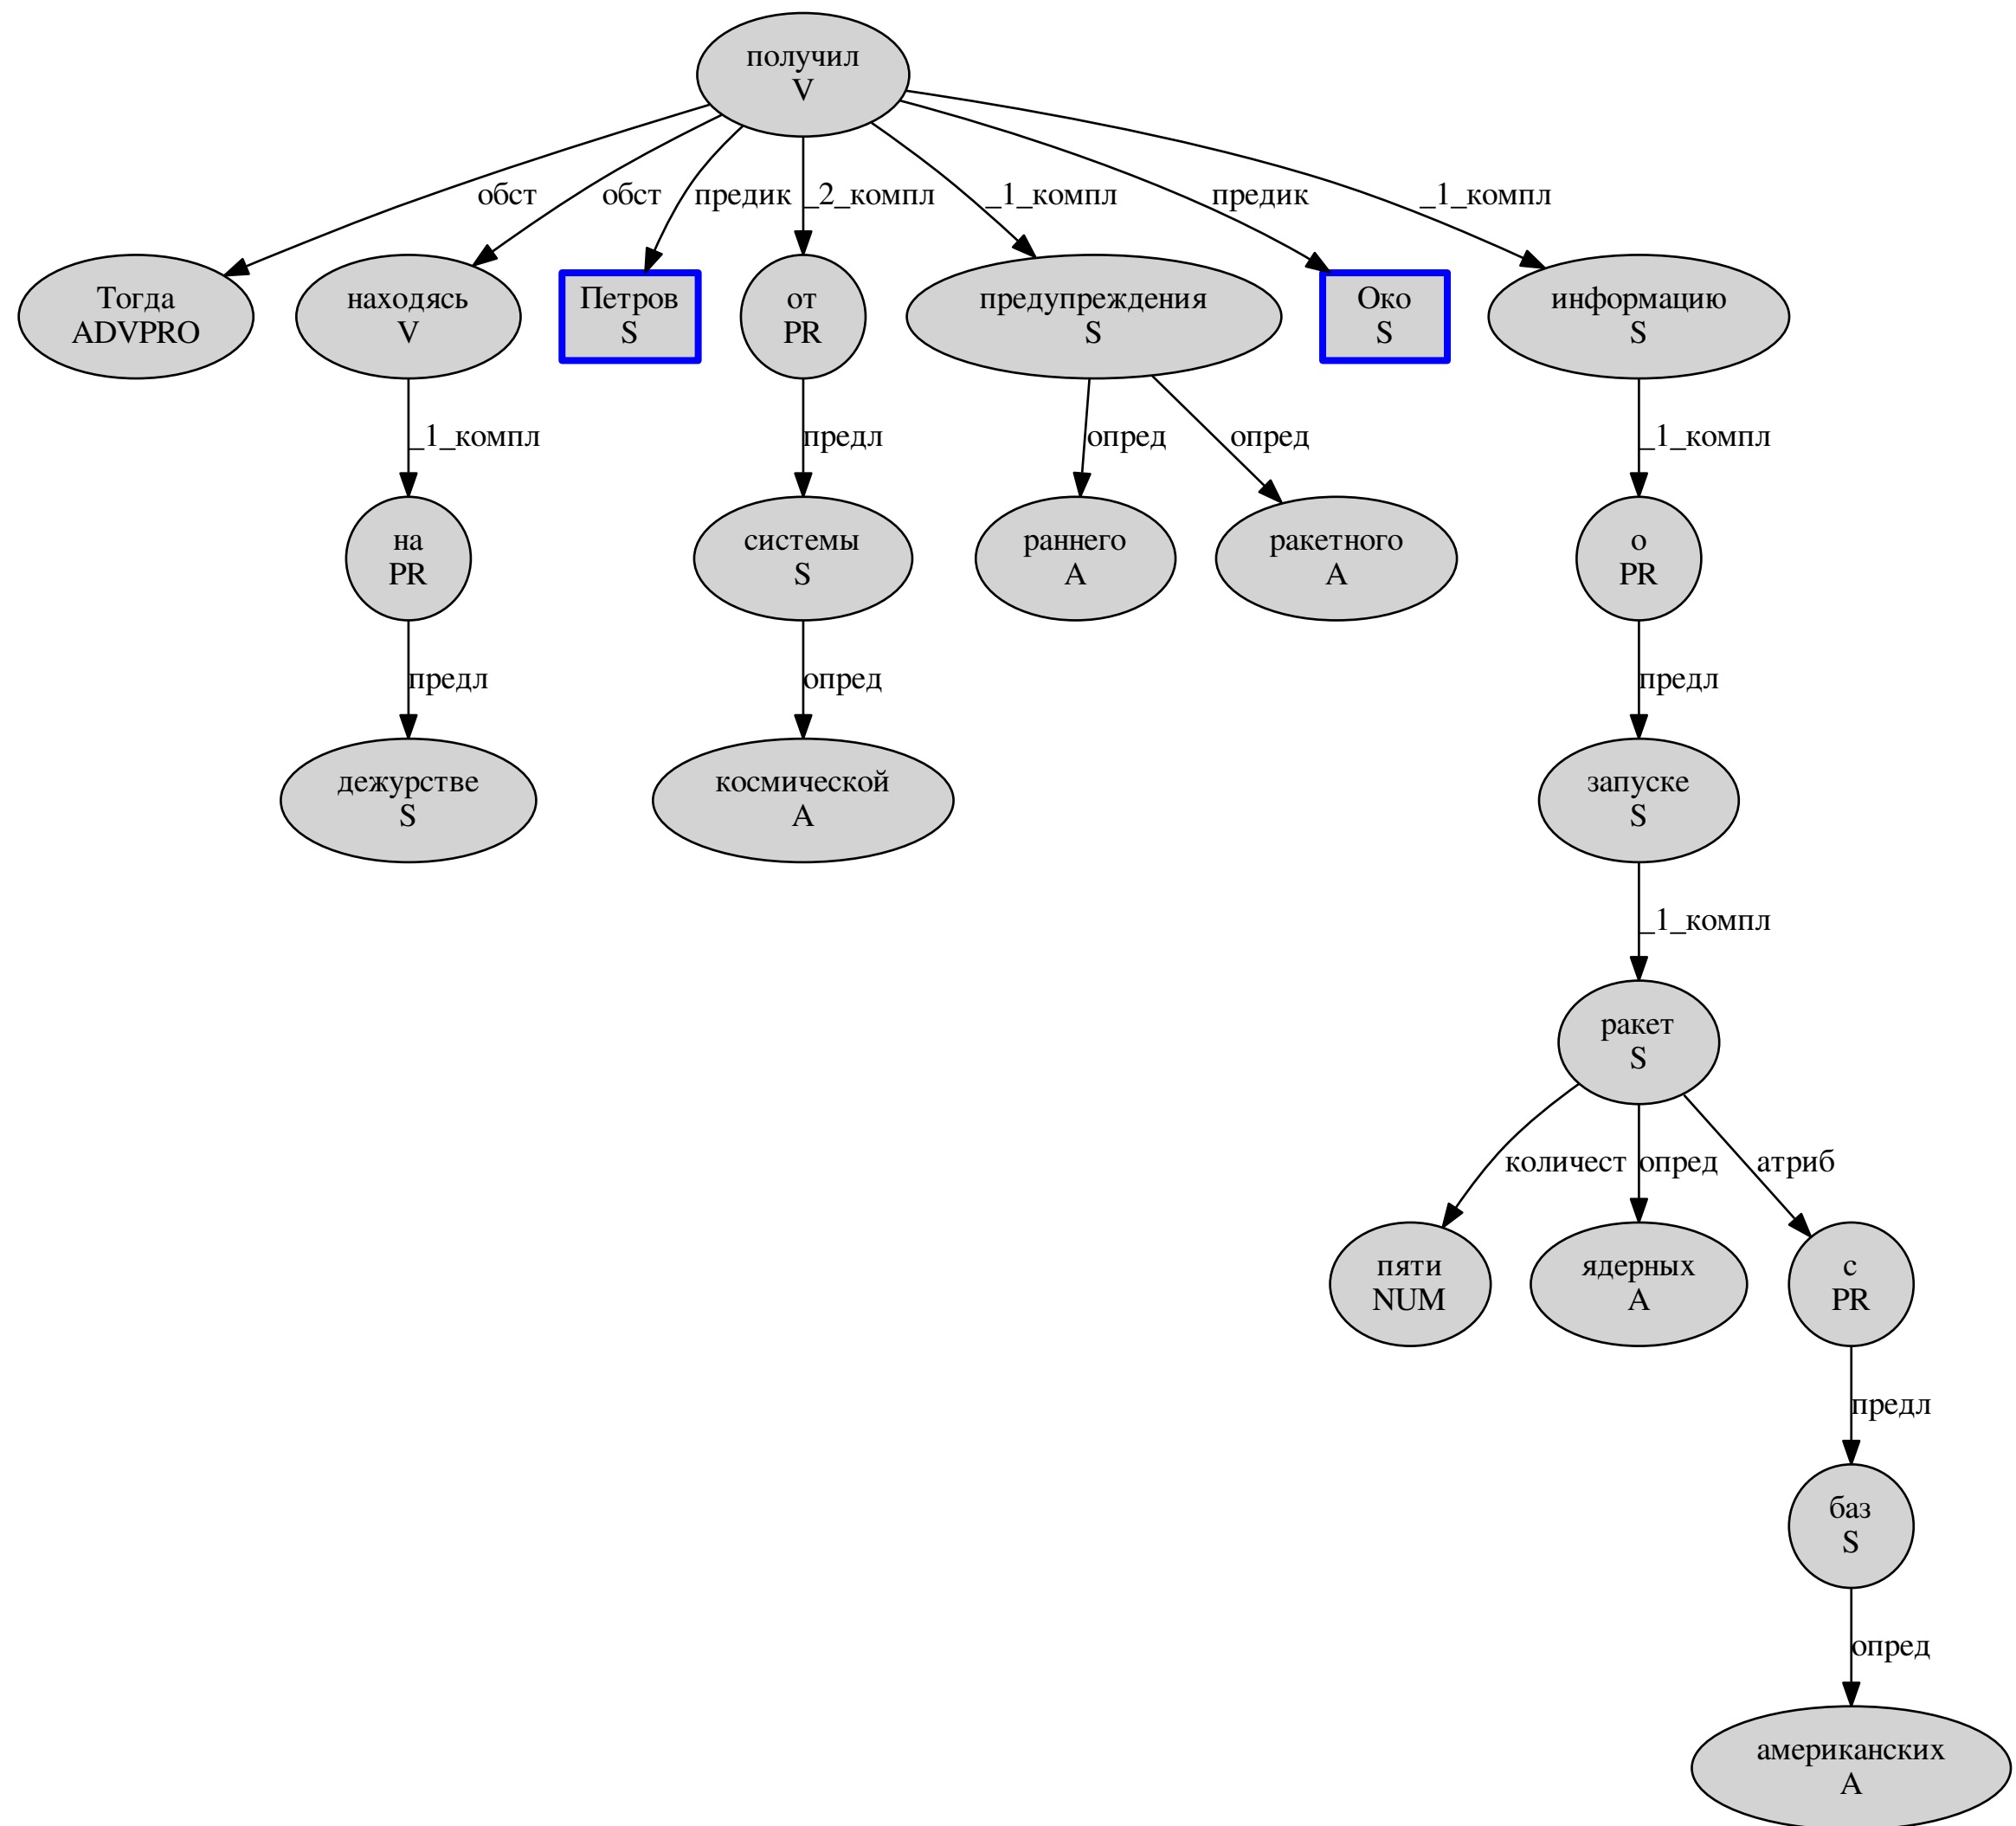 получил
V
обст
обст
предик
_2_компл
_1_компл
предик
_1_компл
Тогда
ADVPRO
находясь
V
Петров
S
от
PR
предупреждения
S
Око
S
информацию
S
_1_компл
предл
опред
опред
_1_компл
на
PR
системы
S
раннего
A
ракетного
A
о
PR
предл
опред
предл
дежурстве
S
космической
A
запуске
S
_1_компл
ракет
S
количест
опред
атриб
пяти
NUM
ядерных
A
с
PR
предл
баз
S
опред
американских
A